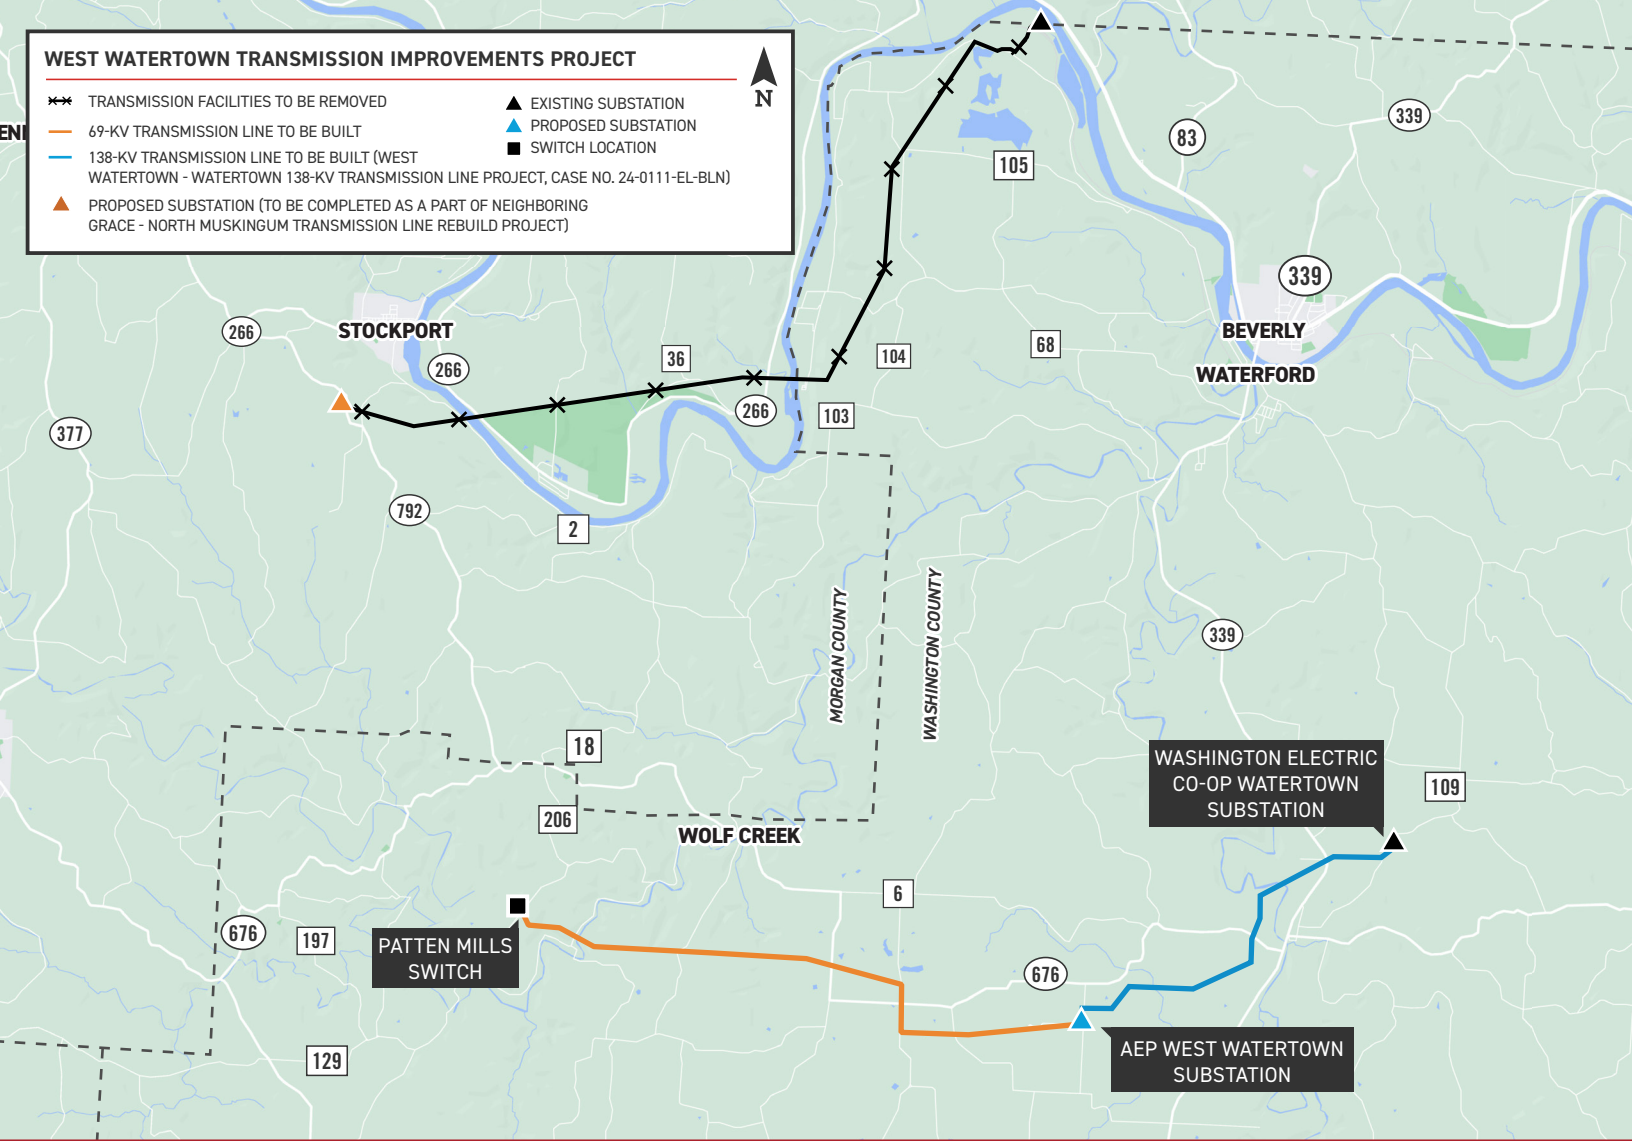 WEST WATERTOWN TRANSMISSION IMPROVEMENTS PROJECT
N
TRANSMISSION FACILITIES TO BE REMOVED
69-KV TRANSMISSION LINE TO BE BUILT
138-KV TRANSMISSION LINE TO BE BUILT (WEST
WATERTOWN - WATERTOWN 138-KV TRANSMISSION LINE PROJECT, CASE NO. 24-0111-EL-BLN)
PROPOSED SUBSTATION (TO BE COMPLETED AS A PART OF NEIGHBORING
GRACE - NORTH MUSKINGUM TRANSMISSION LINE REBUILD PROJECT)
EXISTING SUBSTATION
PROPOSED SUBSTATION
SWITCH LOCATION
ENI
339
83
105
339
266
STOCKPORT
BEVERLY
68
36
104
266
WATERFORD
266
103
377
792
2
MORGAN COUNTY
WASHINGTON COUNTY
339
18
WASHINGTON ELECTRIC
CO-OP WATERTOWN
SUBSTATION
109
206
WOLF CREEK
6
676
197
PATTEN MILLS
SWITCH
676
129
AEP WEST WATERTOWN
SUBSTATION